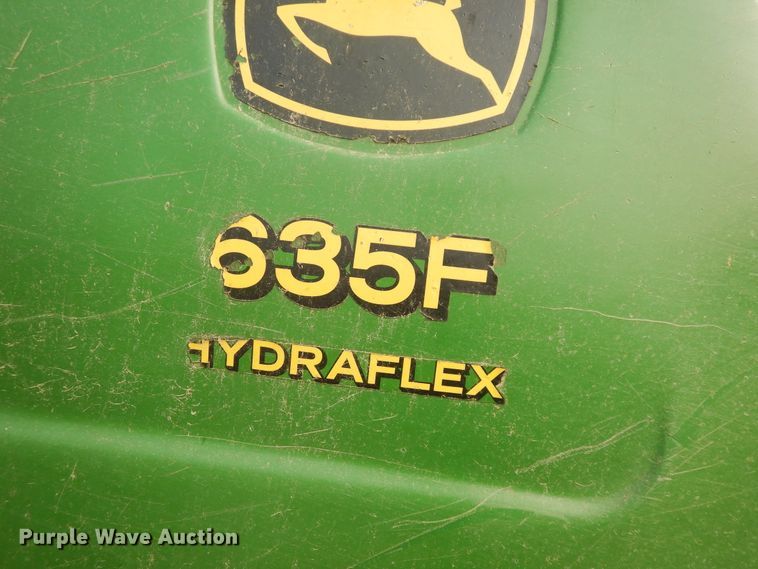 635F
HYDRAFLEX
Purple Wave Auction